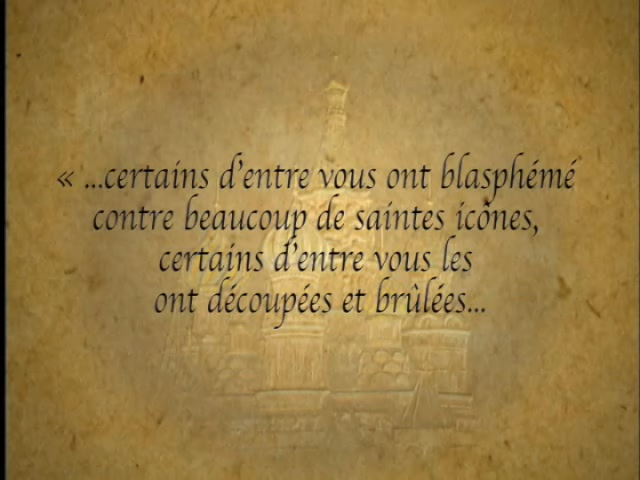 « ...certains d'entre vous ont blasphémé
contre beaucoup de saintes icônes,
certains d'entre vous les
ont découpées et brûlées...